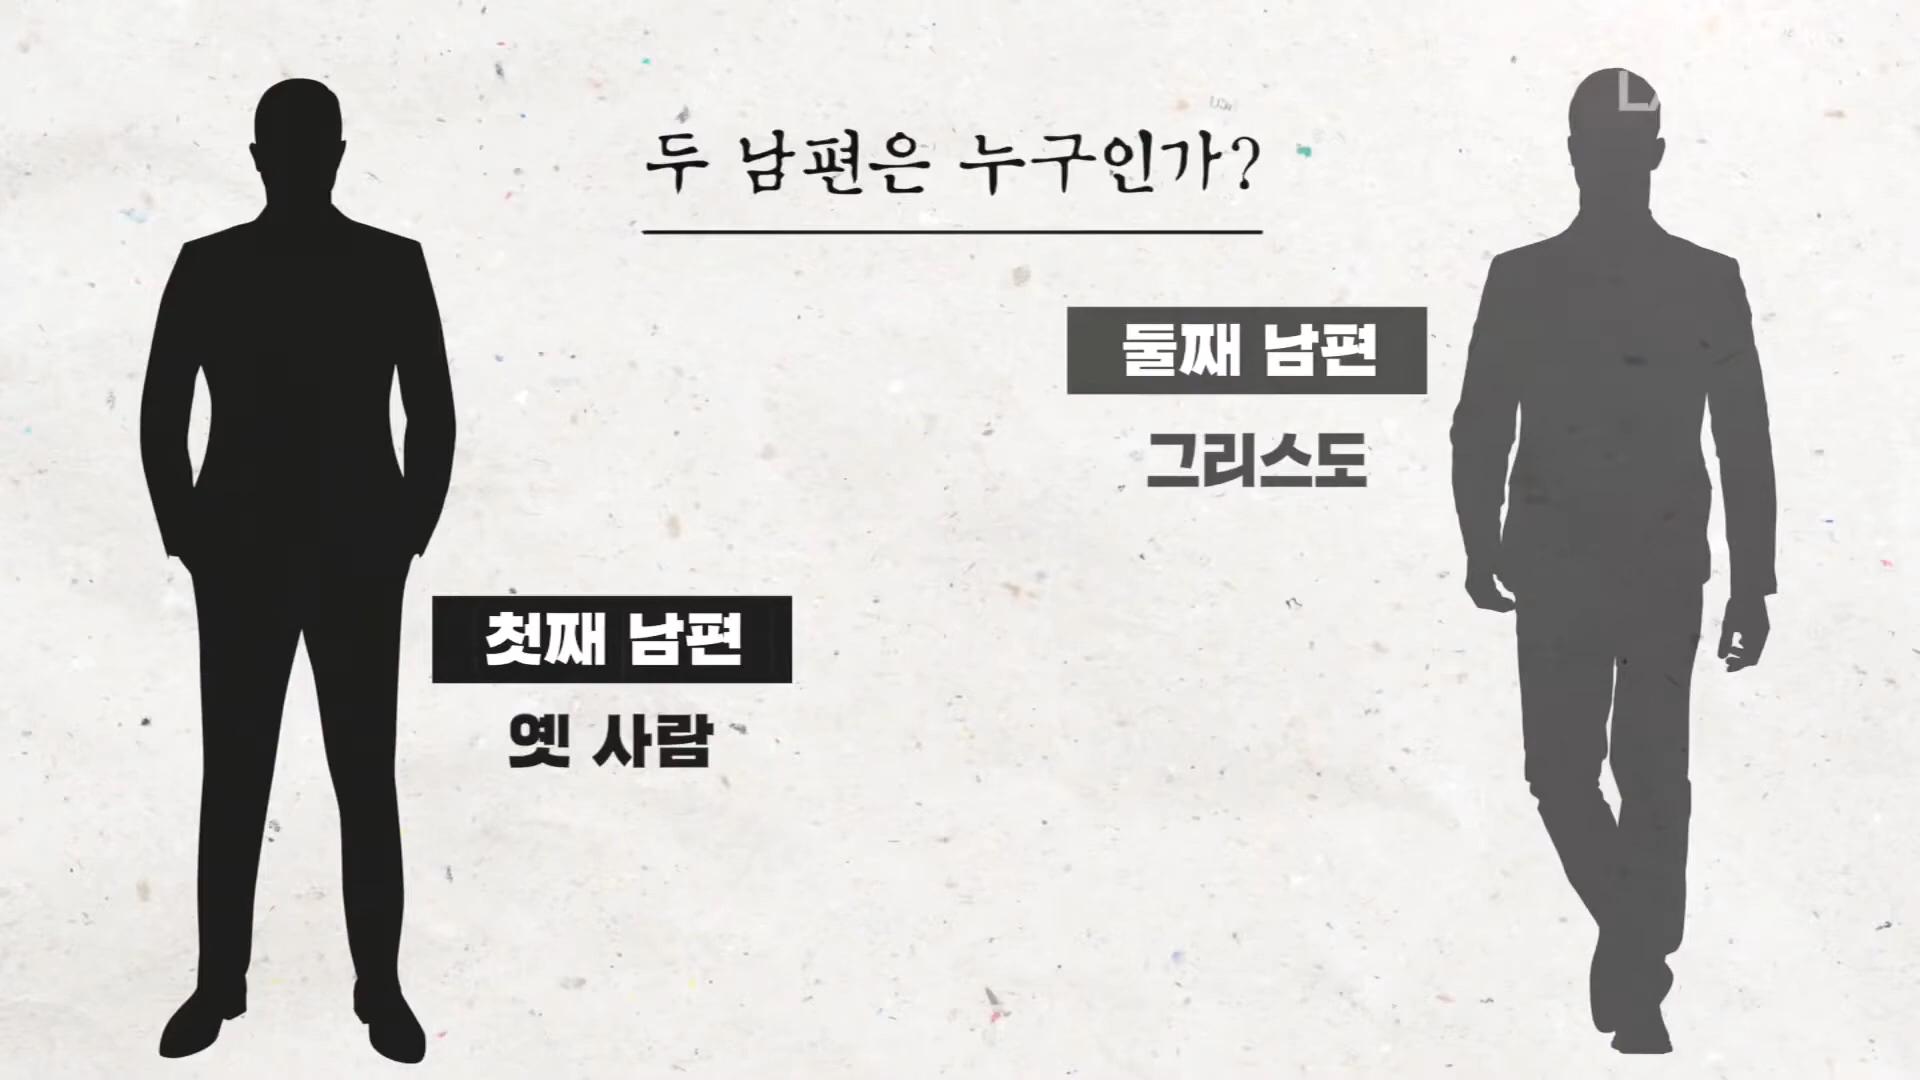 두 남편은 누구인가?
둘째 남편
그리스도
첫째 남편
옛 사람